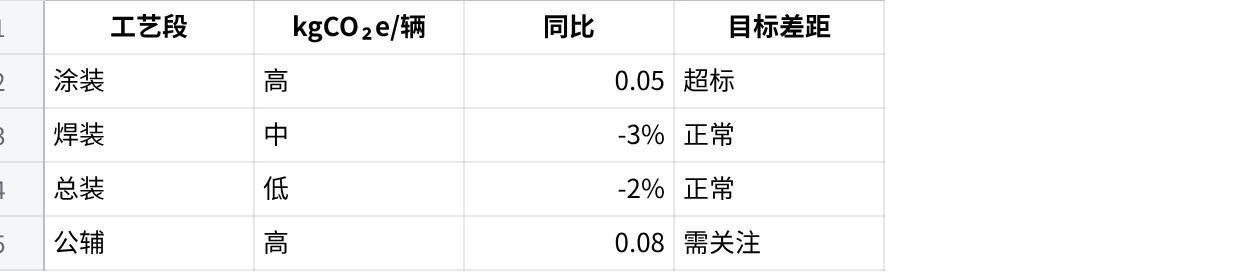 工艺段 kgCO₂e/辆 同比 目标差距
涂装 高 0.05 超标
焊装 中 -3% 正常
总装 低 -2% 正常
公辅 高 0.08 需关注